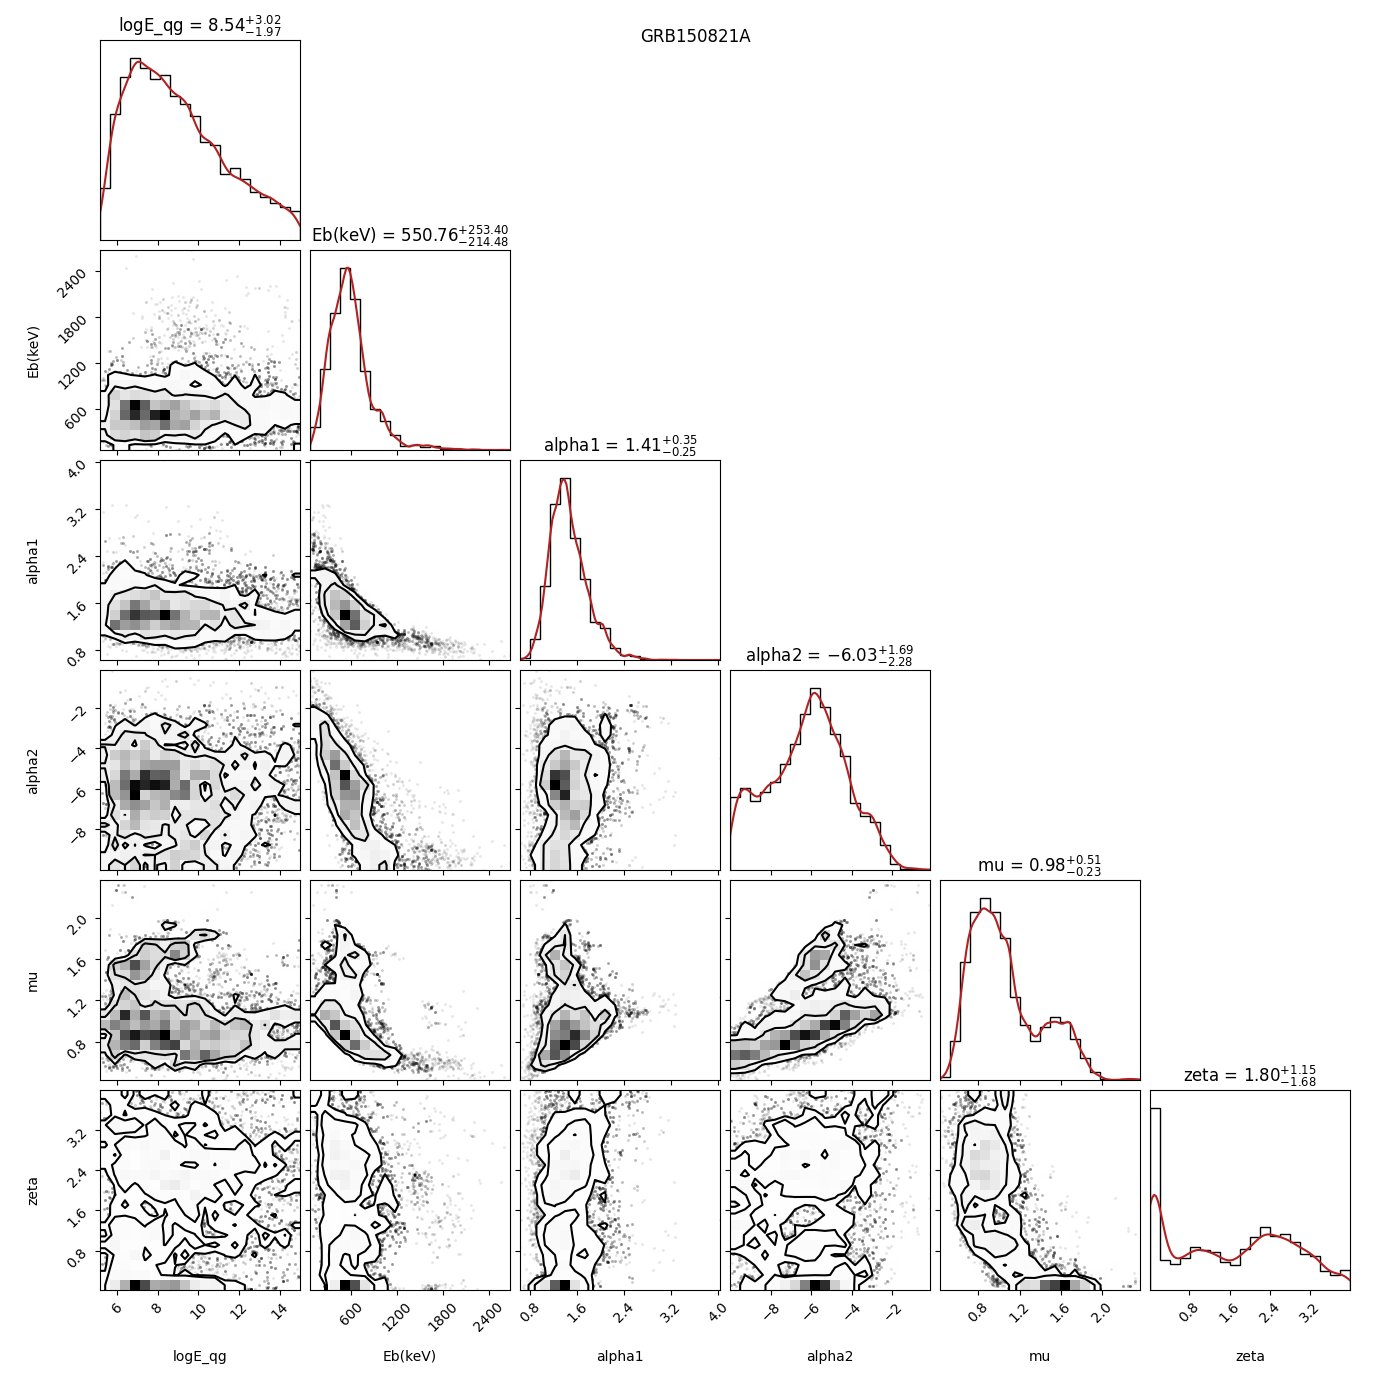 GRB150821A
logE_qg = 8.54+3.02 −1.97
Eb(keV) = 550.76+253.40 −214.48
2400
1800
1200
600
Eb(keV)
alpha1 = 1.41+0.35 −0.25
4.0
3.2
2.4
1.6
0.8
alpha1
alpha2 = −6.03+1.69 −2.28
−2
−4
−6
−8
alpha2
mu = 0.98+0.51 −0.23
2.0
1.6
1.2
0.8
mu
zeta = 1.80+1.15 −1.68
3.2
2.4
1.6
0.8
zeta
6 8 10 12 14
600 1200 1800 2400
0.8 1.6 2.4 3.2 4.0
−8 −6 −4 −2
0.8 1.2 1.6 2.0
0.8 1.6 2.4 3.2
logE_qg Eb(keV) alpha1 alpha2 mu zeta